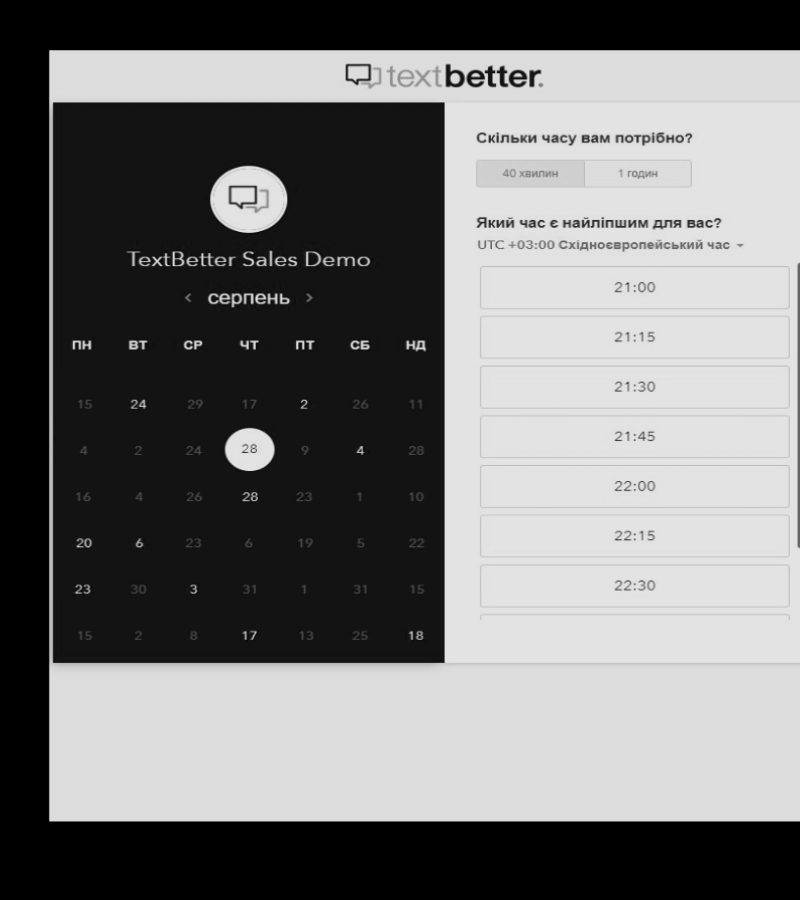 textbetter.
TextBetter Sales Demo
< серпень >
ПН ВТ СР ЧТ ПТ СБ НД
15 24 29 17 2 26 11
4 2 24 28 9 4 28
16 4 26 28 23 1 10
20 6 23 6 19 5 22
23 30 3 31 1 31 15
15 2 8 17 13 25 18
Скільки часу вам потрібно?
40 хвилин 1 годин
Який час є найліпшим для вас?
UTC +03:00 Східноєвропейський час
21:00
21:15
21:30
21:45
22:00
22:15
22:30